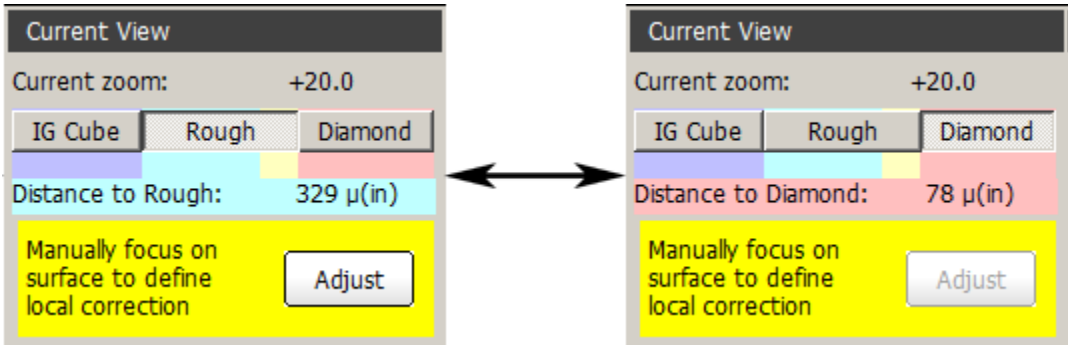 Current View
Current zoom: +20.0
IG Cube Rough Diamond
Distance to Rough: 329 µ(in)
Manually focus on
surface to define
local correction
Adjust
Current View
Current zoom: +20.0
IG Cube Rough Diamond
Distance to Diamond: 78 µ(in)
Manually focus on
surface to define
local correction
Adjust